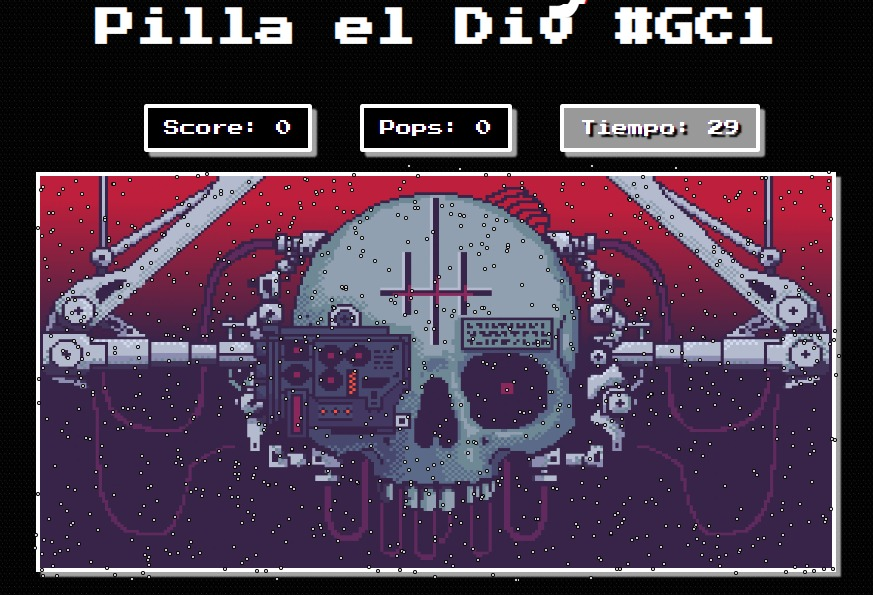 Pilla el Dio #GC1
Score: 0
Pops: 0
Tiempo: 29